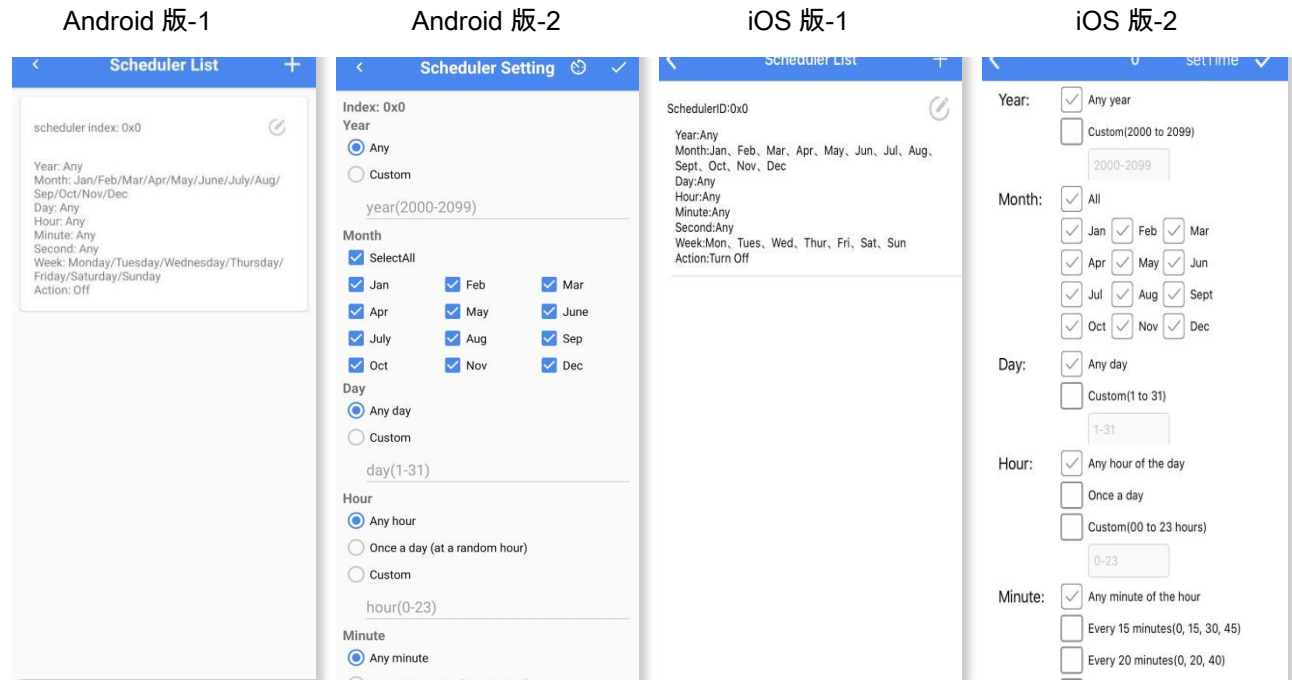 Android 版-1
Android 版-2
iOS 版-1
iOS 版-2
Scheduler List
scheduler index: 0x0
Year: Any
Month: Jan/Feb/Mar/Apr/May/June/July/Aug/
Sep/Oct/Nov/Dec
Day: Any
Hour: Any
Minute: Any
Second: Any
Week: Monday/Tuesday/Wednesday/Thursday/
Friday/Saturday/Sunday
Action: Off
Scheduler Setting
Index: 0x0
Year
Any
Custom
year(2000-2099)
Month
SelectAll
Jan Feb Mar
Apr May June
July Aug Sep
Oct Nov Dec
Day
Any day
Custom
day(1-31)
Hour
Any hour
Once a day (at a random hour)
Custom
hour(0-23)
Minute
Any minute
Scheduler List
SchedulerID:0x0
Year:Any
Month:Jan、Feb、Mar、Apr、May、Jun、Jul、Aug、
Sept、Oct、Nov、Dec
Day:Any
Hour:Any
Minute:Any
Second:Any
Week:Mon、Tues、Wed、Thur、Fri、Sat、Sun
Action:Turn Off
0 setTime
Year: Any year
Custom(2000 to 2099)
2000-2099
Month: All
Jan Feb Mar
Apr May Jun
Jul Aug Sept
Oct Nov Dec
Day: Any day
Custom(1 to 31)
1-31
Hour: Any hour of the day
Once a day
Custom(00 to 23 hours)
0-23
Minute: Any minute of the hour
Every 15 minutes(0, 15, 30, 45)
Every 20 minutes(0, 20, 40)